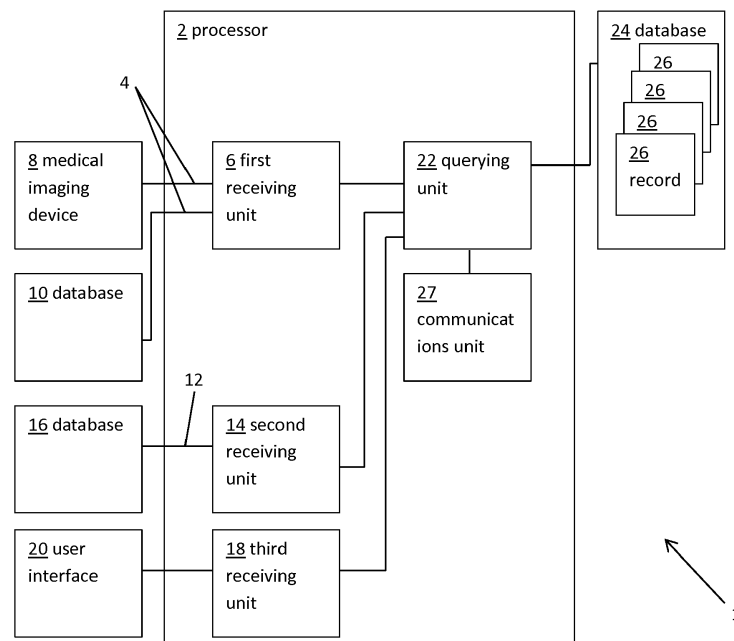 2 processor
24 database
26
26
26
26
record
4
8 medical
imaging
device
6 first
receiving
unit
22 querying
unit
10 database
27
communicat
ions unit
12
16 database
14 second
receiving
unit
20 user
interface
18 third
receiving
unit